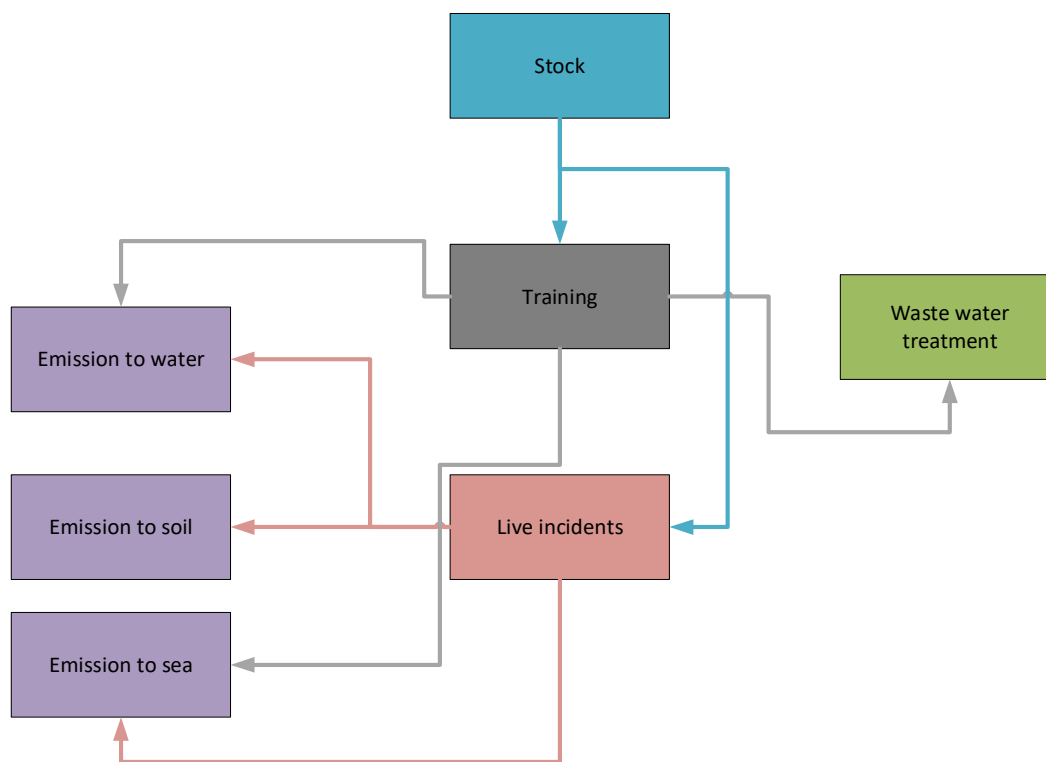 Stock
Training
Waste water
treatment
Emission to water
Emission to soil
Live incidents
Emission to sea